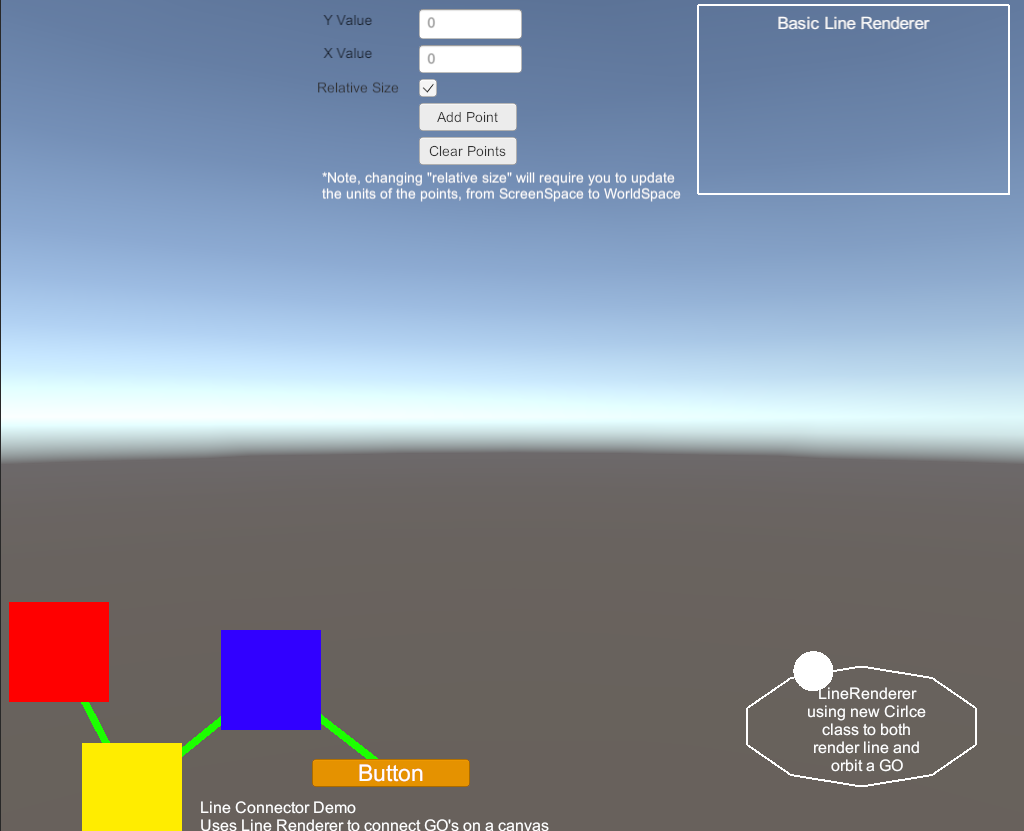 Y Value
0
X Value
0
Relative Size
Add Point
Clear Points
*Note, changing "relative size" will require you to update
the units of the points, from ScreenSpace to WorldSpace
Basic Line Renderer
Button
Line Connector Demo
Uses Line Renderer to connect GO's on a canvas
LineRenderer
using new Cirlce
class to both
render line and
orbit a GO